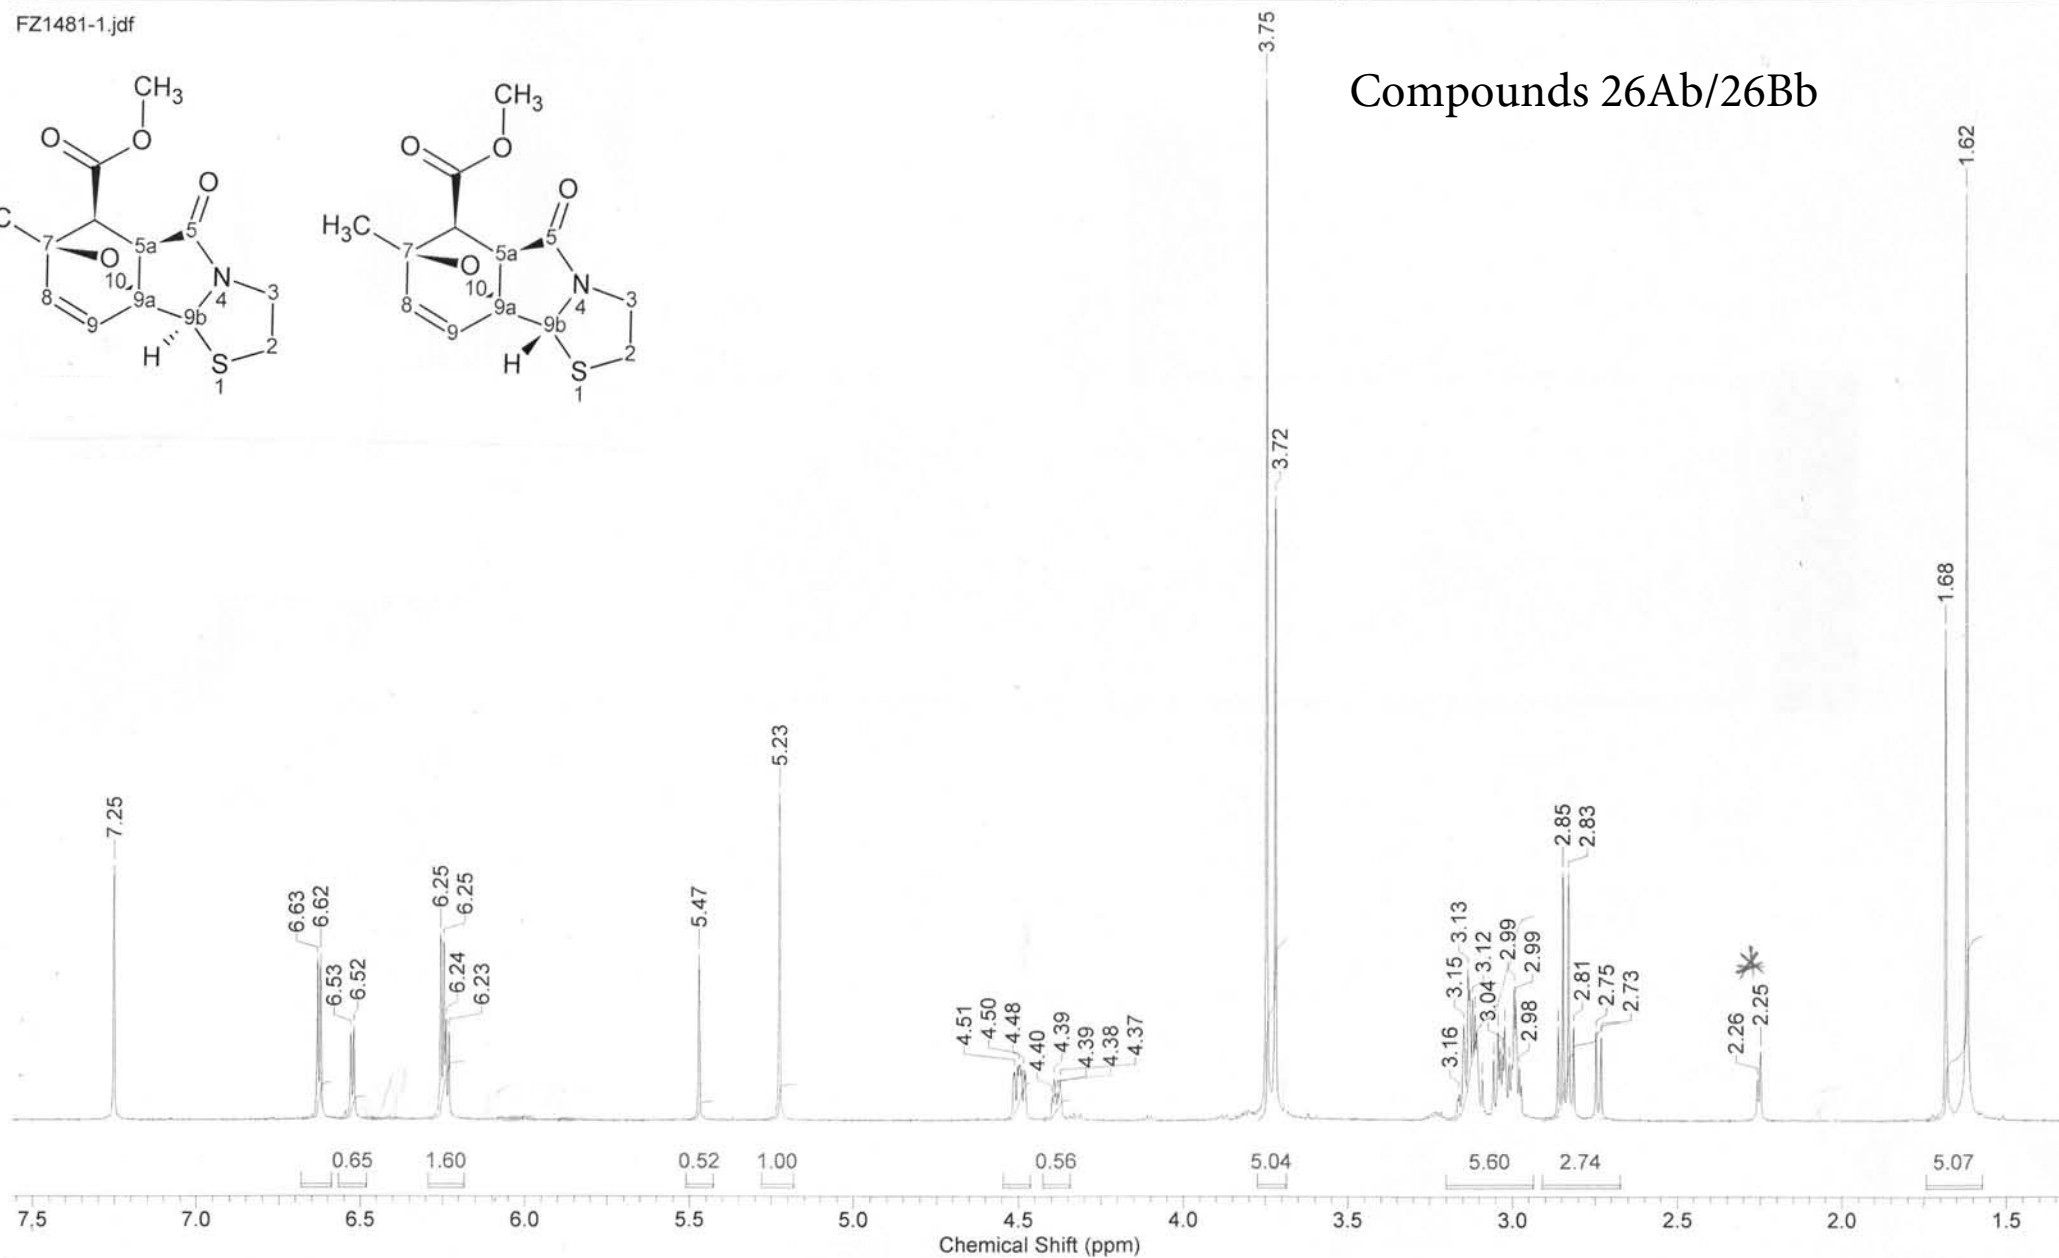 FZ1481-1.jdf
Compounds 26Ab/26Bb
CH3
O
O
O
C
7
5a
5
O
10
N
4
8
9a
3
9
9b
H
S
2
1
CH3
O
O
O
H3C
7
5a
5
O
10
N
4
8
9a
3
9
9b
H
S
2
1
7.25
6.63
6.62
6.53
6.52
6.25
6.25
6.24
6.23
5.47
5.23
4.51
4.50
4.48
4.40
4.39
4.39
4.38
4.37
3.75
3.72
3.16
3.15
3.13
3.12
3.04
2.99
2.99
2.98
2.85
2.83
2.81
2.75
2.73
2.26
2.25
1.68
1.62
0.65 1.60 0.52 1.00 0.56 5.04 5.60 2.74 5.07
7.5 7.0 6.5 6.0 5.5 5.0 4.5 4.0 3.5 3.0 2.5 2.0 1.5
Chemical Shift (ppm)